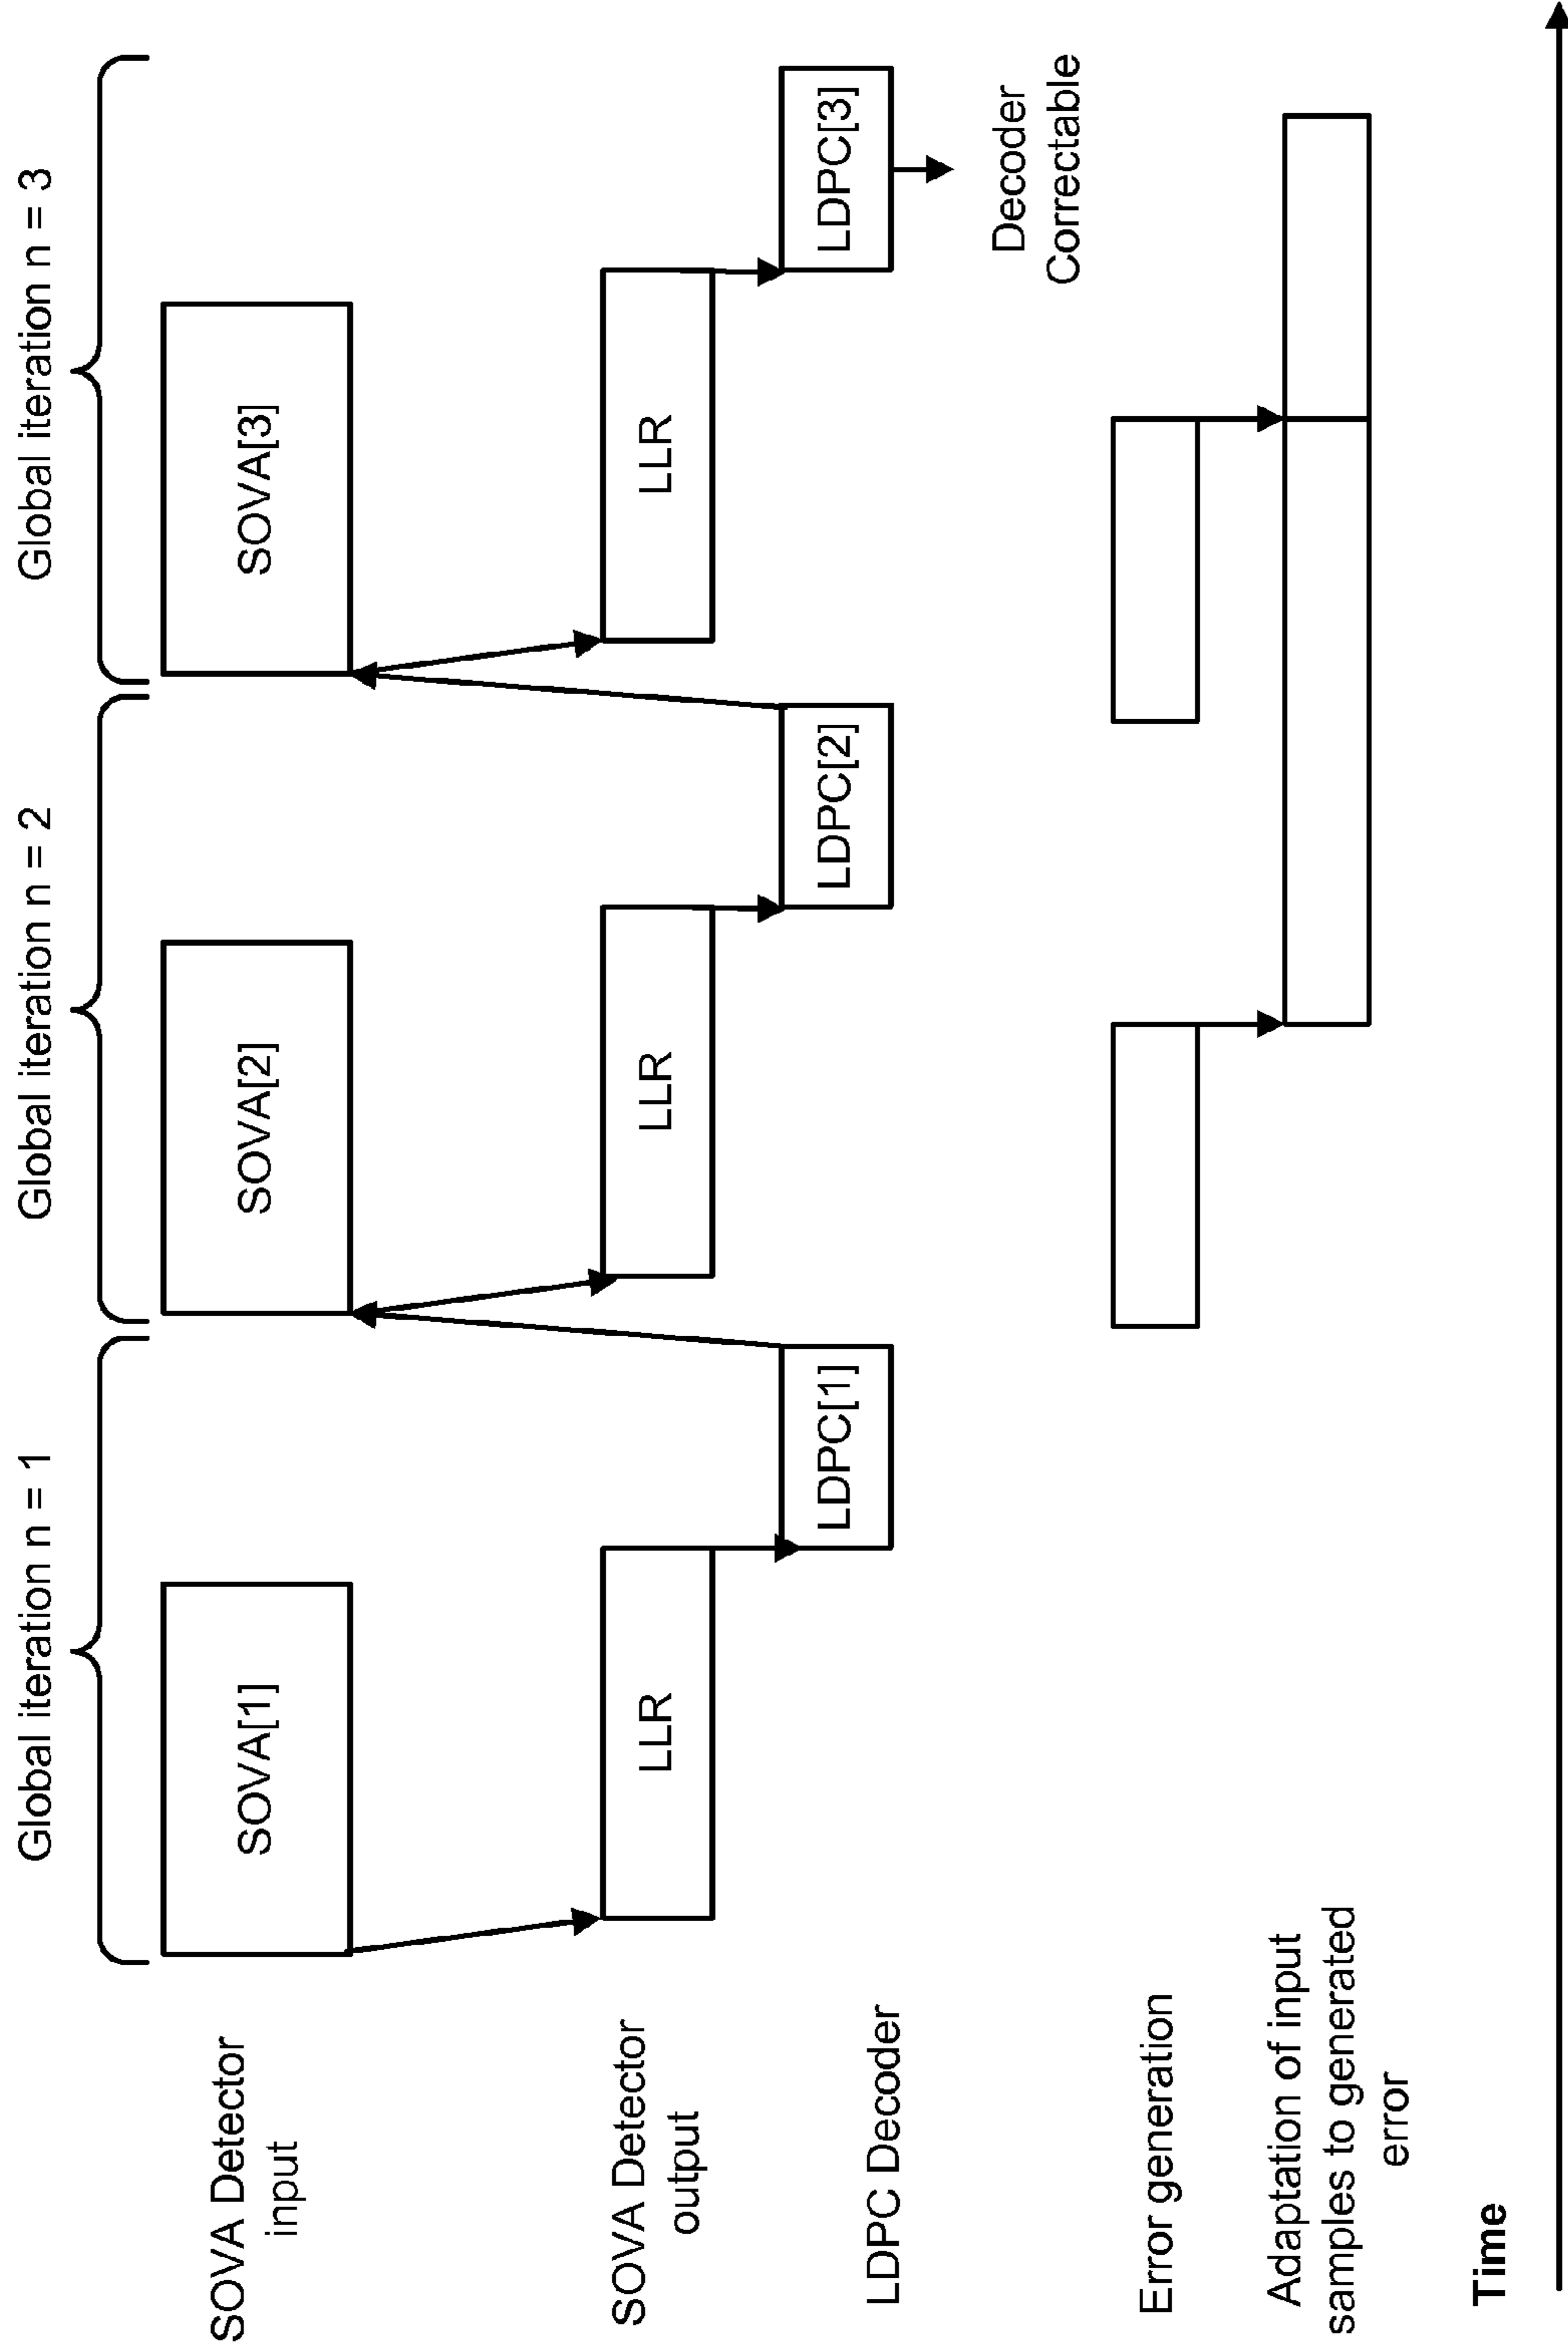 Global iteration n = 1
Global iteration n = 2
Global iteration n = 3
SOVA Detector
input
SOVA[1]
SOVA[2]
SOVA[3]
SOVA Detector
output
LLR
LLR
LLR
LDPC Decoder
LDPC[1]
LDPC[2]
LDPC[3]
Decoder
Correctable
Error generation
Adaptation of input
samples to generated
error
Time